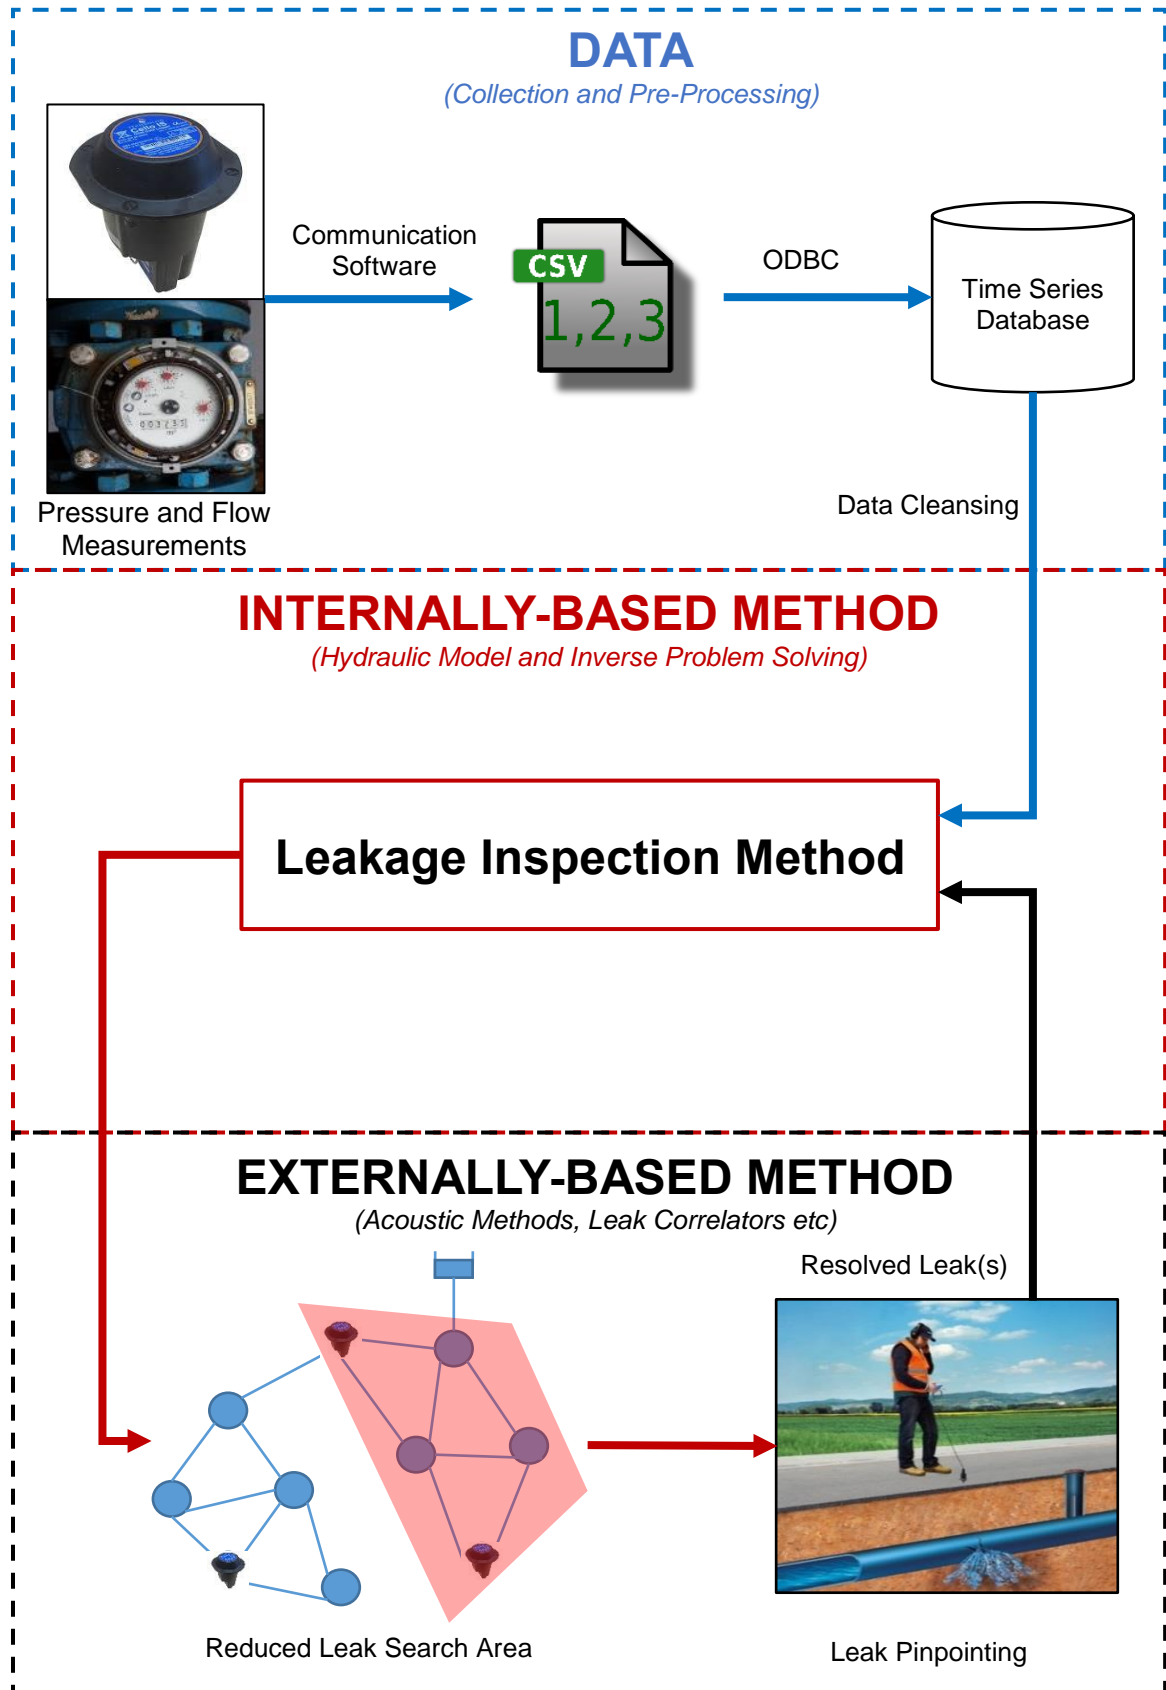 DATA
(Collection and Pre-Processing)
Cello IS
Communication
Software
CSV
1,2,3
ODBC
Time Series
Database
Pressure and Flow
Measurements
Data Cleansing
INTERNALLY-BASED METHOD
(Hydraulic Model and Inverse Problem Solving)
Leakage Inspection Method
EXTERNALLY-BASED METHOD
(Acoustic Methods, Leak Correlators etc)
Resolved Leak(s)
Reduced Leak Search Area
Leak Pinpointing